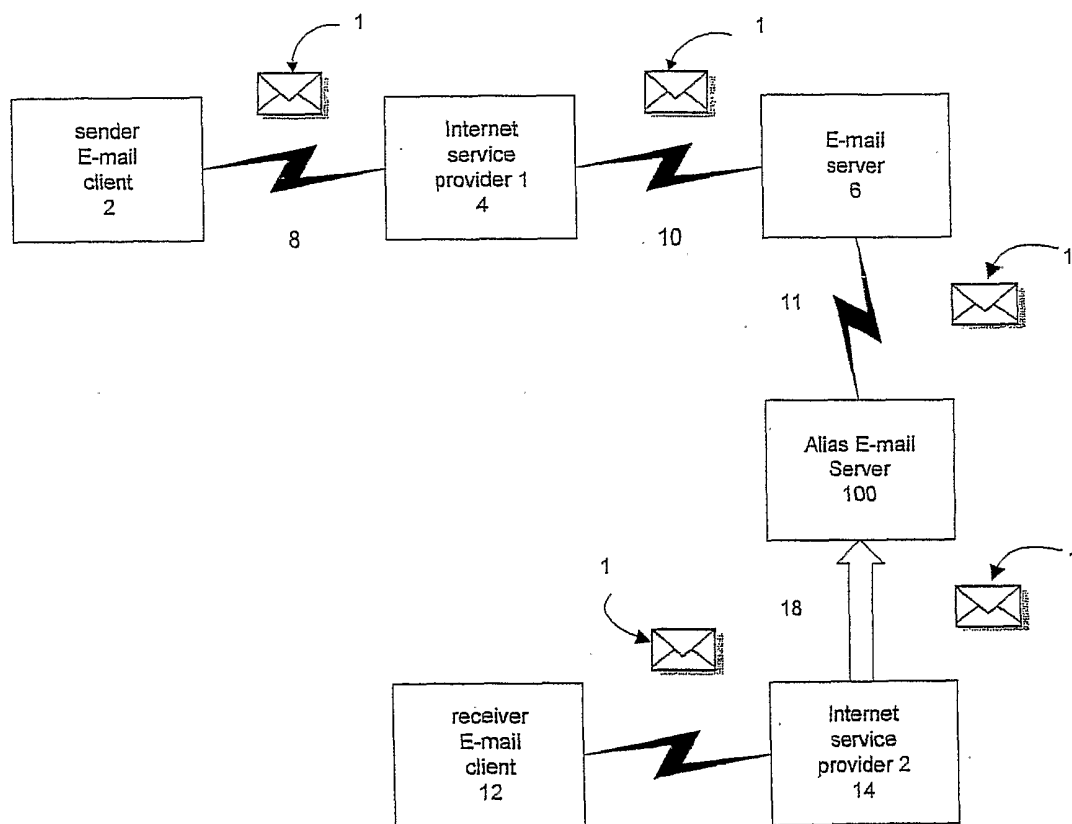 1
1
sender
E-mail
client
2
Internet
service
provider 1
4
E-mail
server
6
8
10
1
11
Alias E-mail
Server
100
1
18
receiver
E-mail
client
12
Internet
service
provider 2
14